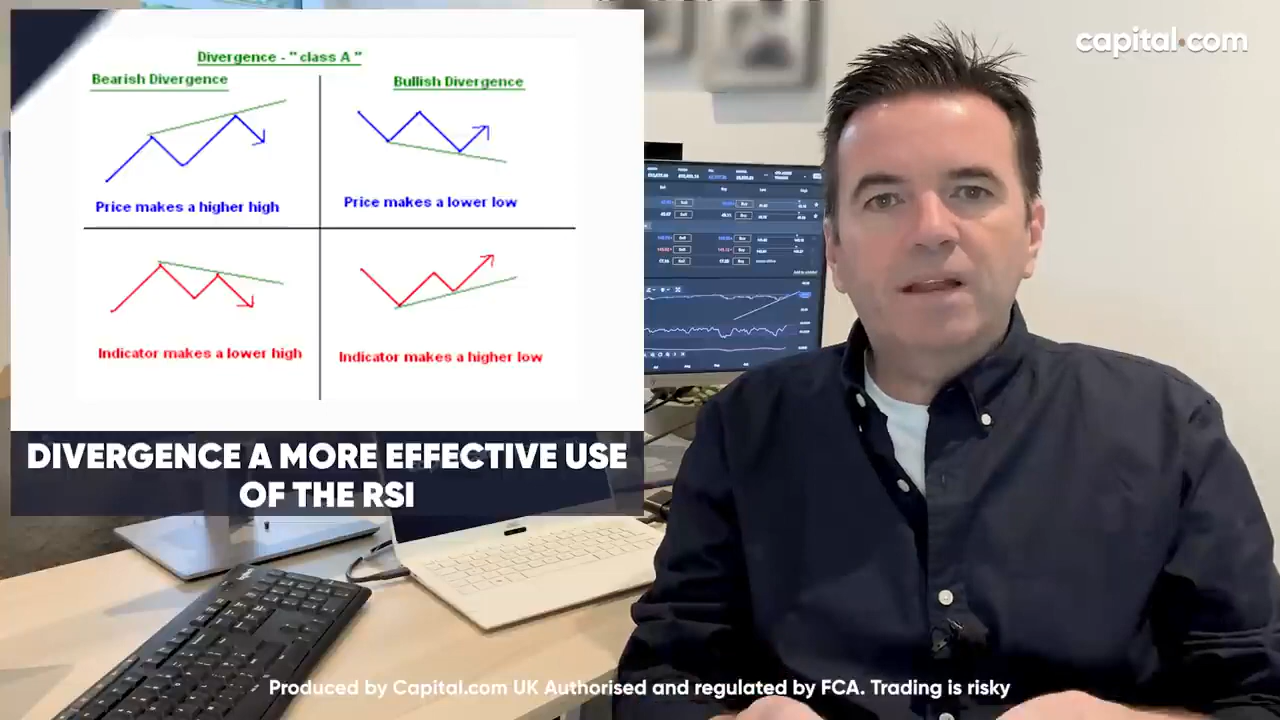 capital.com
Divergence - " class A "
Bearish Divergence
Bullish Divergence
Price makes a higher high
Price makes a lower low
Indicator makes a lower high
Indicator makes a higher low
DIVERGENCE A MORE EFFECTIVE USE
OF THE RSI
Produced by Capital.com UK Authorised and regulated by FCA. Trading is risky